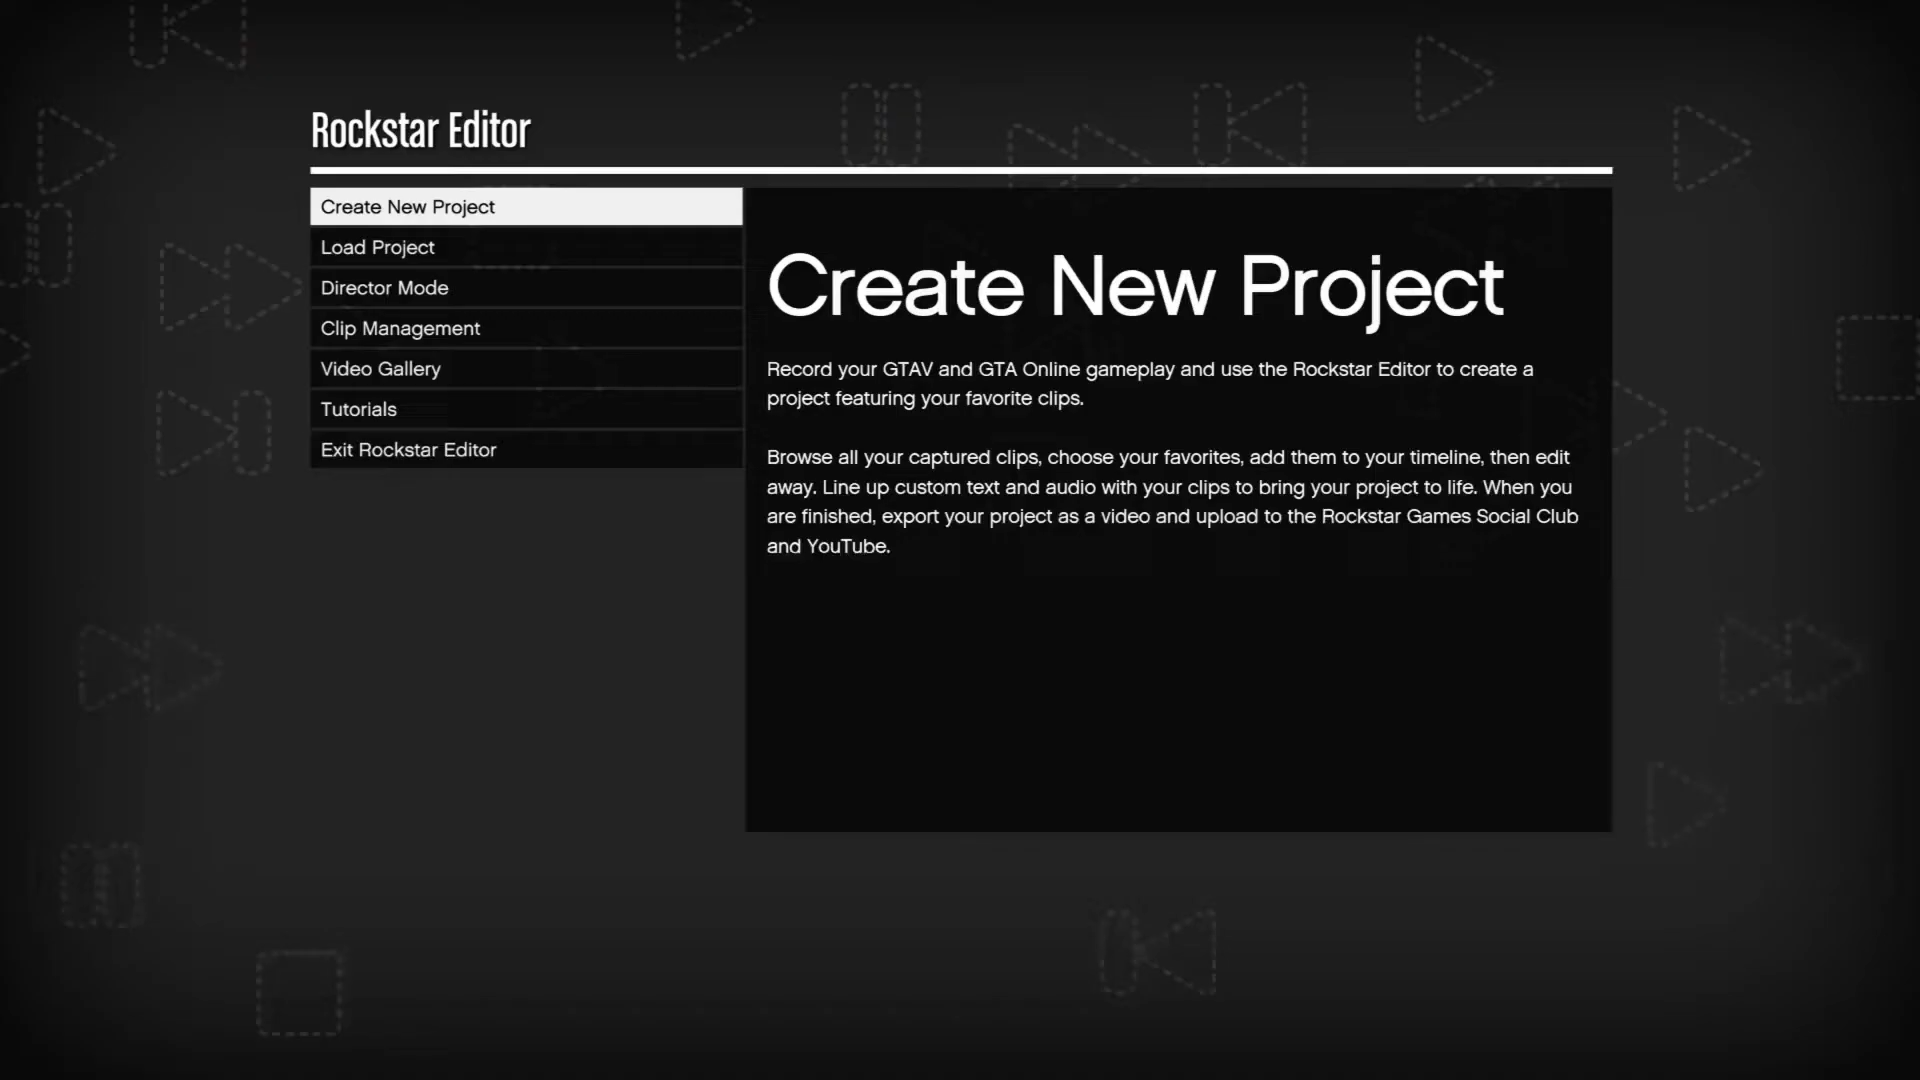 Rockstar Editor
Create New Project
Load Project
Director Mode
Clip Management
Video Gallery
Tutorials
Exit Rockstar Editor
Create New Project
Record your GTAV and GTA Online gameplay and use the Rockstar Editor to create a
project featuring your favorite clips.
Browse all your captured clips, choose your favorites, add them to your timeline, then edit
away. Line up custom text and audio with your clips to bring your project to life. When you
are finished, export your project as a video and upload to the Rockstar Games Social Club
and YouTube.